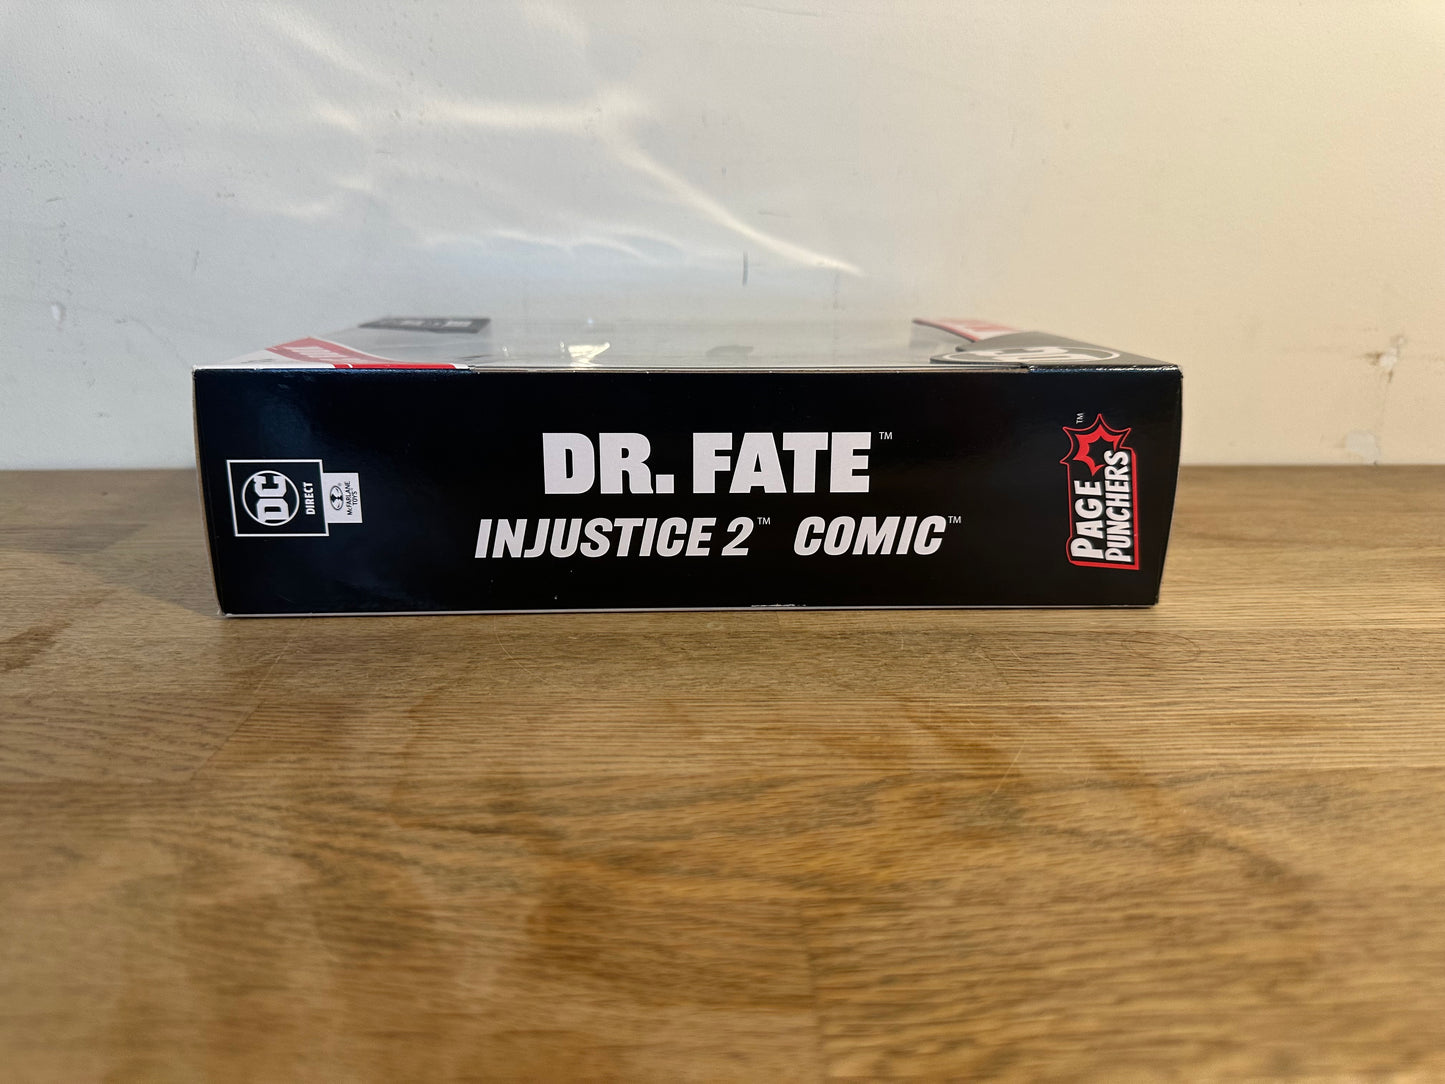 DR. FATE™
INJUSTICE 2™ COMIC™
DC
DIRECT
McFARLANE
TOYS
PAGE
PUNCHERS™